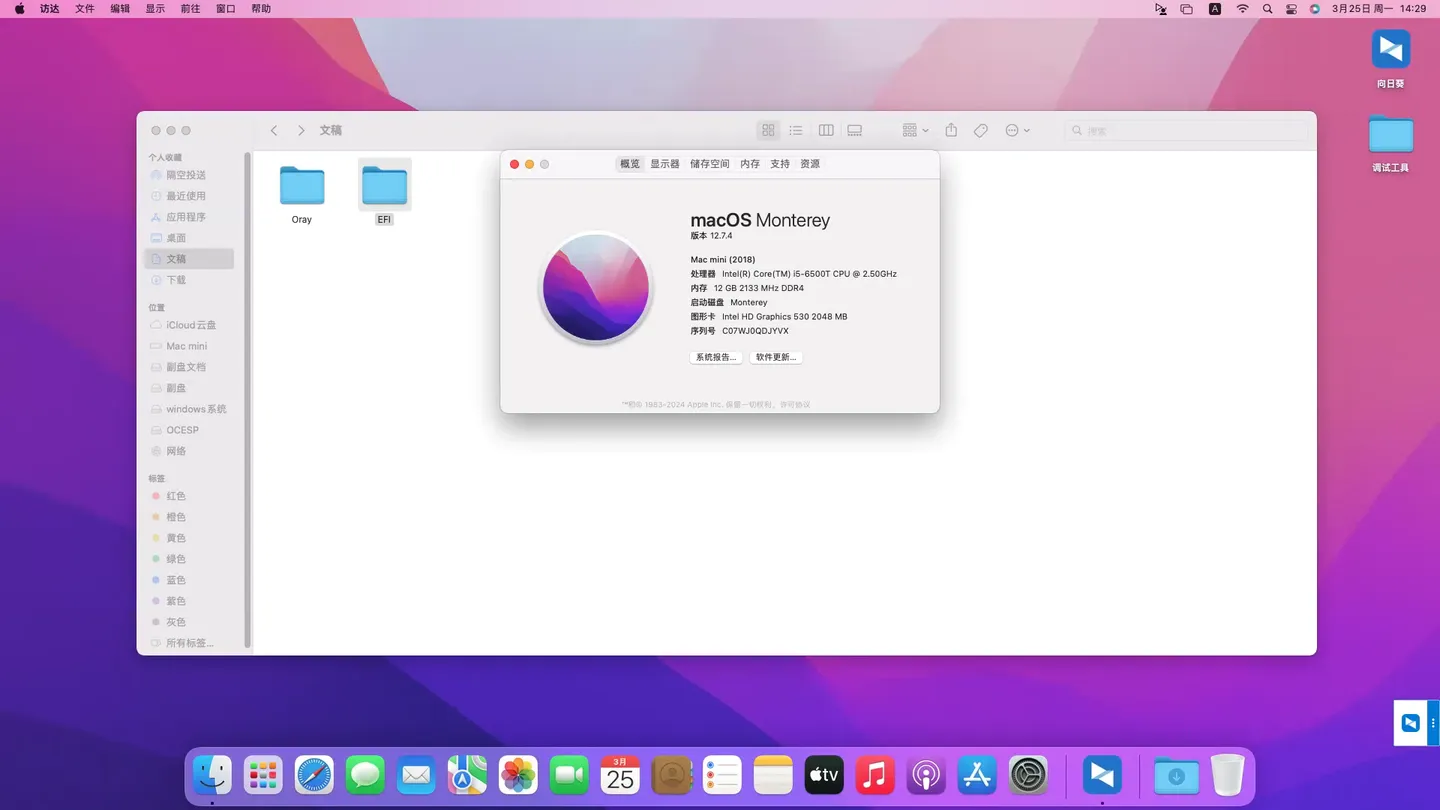 访达 文件 编辑 显示 前往 窗口 帮助 A 3月25日 周一 14:29
向日葵
调试工具
文稿 搜索
个人收藏
隔空投送
最近使用
应用程序
桌面
文稿
下载
位置
iCloud云盘
Mac mini
副盘文档
副盘
windows系统
OCESP
网络
标签
红色
橙色
黄色
绿色
蓝色
紫色
灰色
所有标签...
Oray EFI
概览 显示器 储存空间 内存 支持 资源
macOS Monterey
版本 12.7.4
Mac mini (2018)
处理器 Intel(R) Core(TM) i5-6500T CPU @ 2.50GHz
内存 12 GB 2133 MHz DDR4
启动磁盘 Monterey
图形卡 Intel HD Graphics 530 2048 MB
序列号 C07WJ0QDJYVX
系统报告... 软件更新...
™和© 1983-2024 Apple Inc. 保留一切权利。许可协议
3月
25
tv